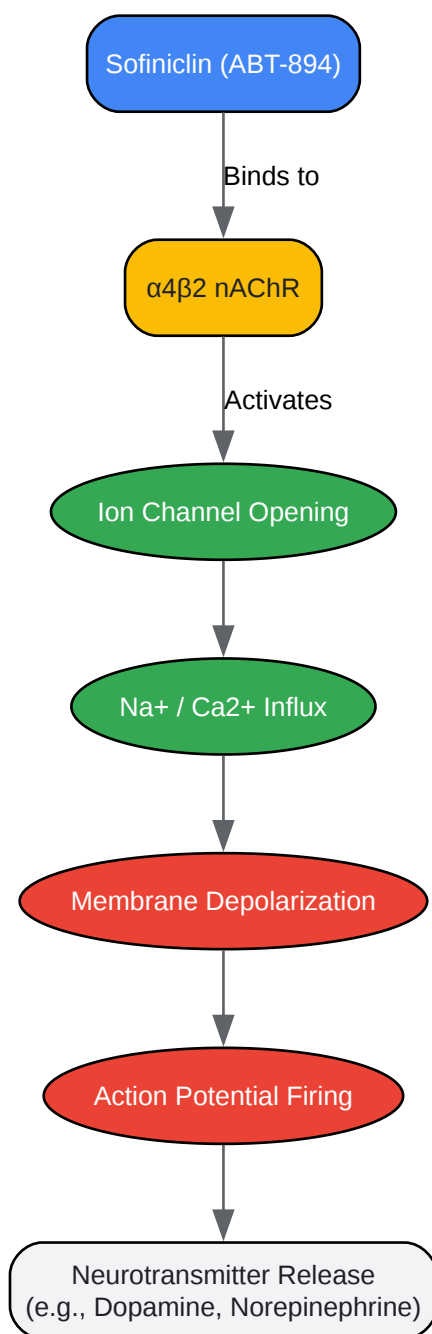 Sofiniclin (ABT-894)
Binds to
α4β2 nAChR
Activates
Ion Channel Opening
Na+ / Ca2+ Influx
Membrane Depolarization
Action Potential Firing
Neurotransmitter Release
(e.g., Dopamine, Norepinephrine)